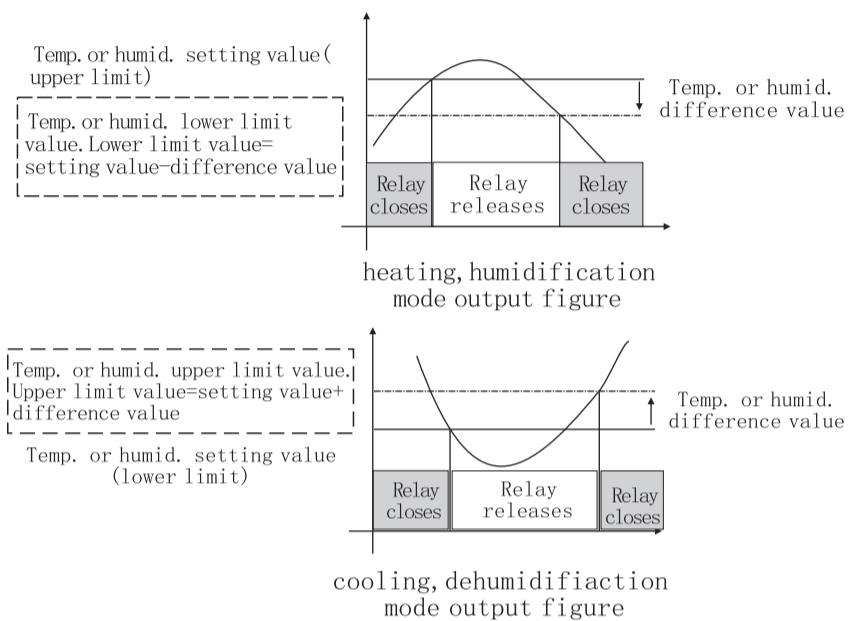 Temp. or humid. setting value(
upper limit)
Temp. or humid. lower limit
value. Lower limit value=
setting value-difference value
Temp. or humid.
difference value
Relay
closes
Relay
releases
Relay
closes
heating, humidification
mode output figure
Temp. or humid. upper limit value.
Upper limit value=setting value+
difference value
Temp. or humid. setting value
(lower limit)
Temp. or humid.
difference value
Relay
closes
Relay
releases
Relay
closes
cooling, dehumidifiaction
mode output figure